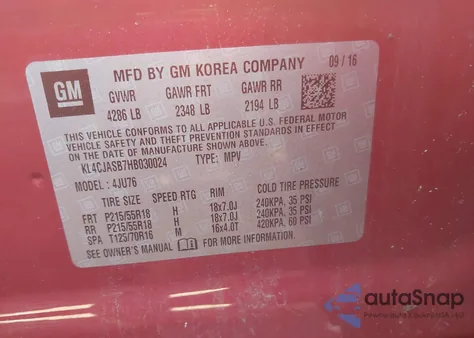 GM
MFD BY GM KOREA COMPANY 09/16
GVWR GAWR FRT GAWR RR
4286 LB 2348 LB 2194 LB
THIS VEHICLE CONFORMS TO ALL APPLICABLE U.S. FEDERAL MOTOR
VEHICLE SAFETY, BUMPER, AND THEFT PREVENTION STANDARDS IN
EFFECT ON THE DATE OF MANUFACTURE SHOWN ABOVE.
KL4CJASB7HB030024 TYPE: MPV
MODEL: 4JU76
TIRE SIZE SPEED RTG RIM COLD TIRE PRESSURE
FRT P215/55R18 H 18x7.0J 240KPA, 35 PSI
RR P215/55R18 H 18x7.0J 240KPA, 35 PSI
SPA T125/70R16 M 16x4.0T 420KPA, 60 PSI
SEE OWNER'S MANUAL FOR MORE INFORMATION.
autaSnap